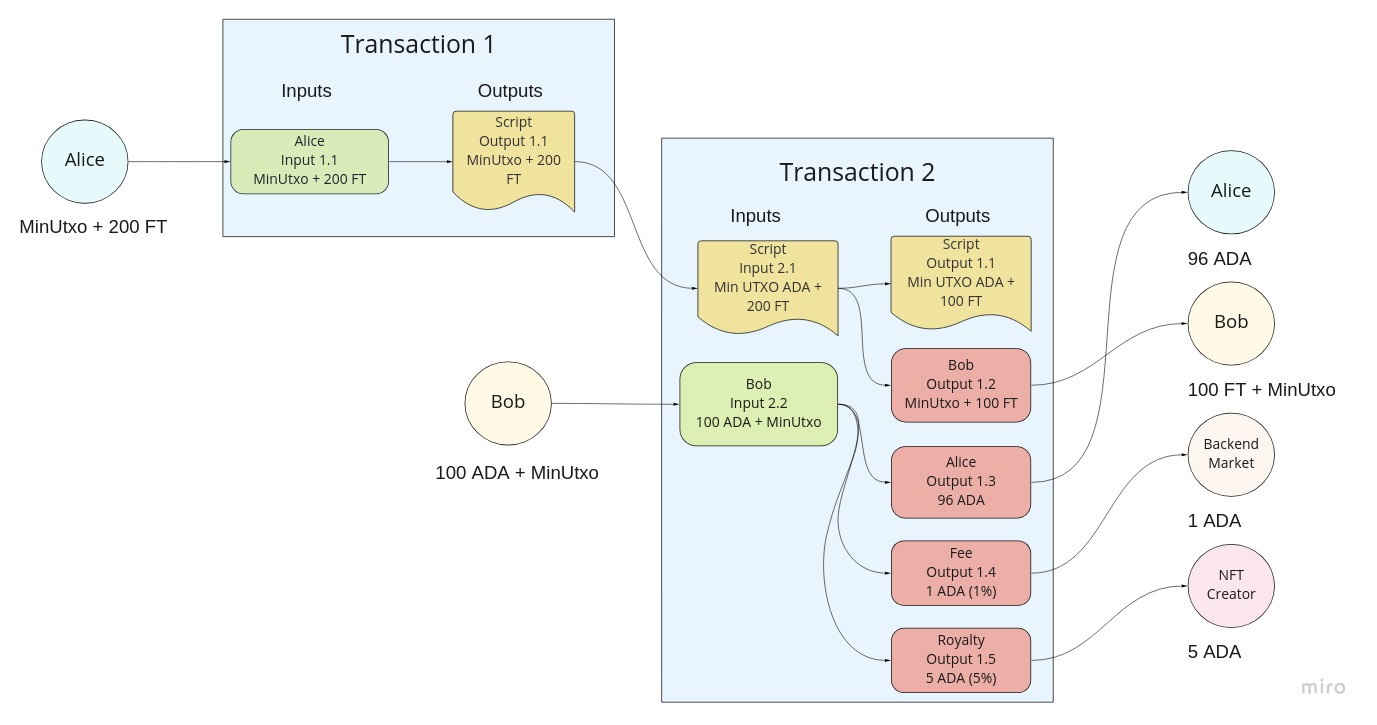 Transaction 1
Inputs
Outputs
Alice
MinUtxo + 200 FT
Alice
Input 1.1
MinUtxo + 200 FT
Script
Output 1.1
MinUtxo + 200
FT
Transaction 2
Inputs
Outputs
Script
Input 2.1
Min UTXO ADA +
200 FT
Script
Output 1.1
Min UTXO ADA +
100 FT
Bob
100 ADA + MinUtxo
Bob
Input 2.2
100 ADA + MinUtxo
Bob
Output 1.2
MinUtxo + 100 FT
Alice
Output 1.3
96 ADA
Fee
Output 1.4
1 ADA (1%)
Royalty
Output 1.5
5 ADA (5%)
Alice
96 ADA
Bob
100 FT + MinUtxo
Backend
Market
1 ADA
NFT
Creator
5 ADA
miro